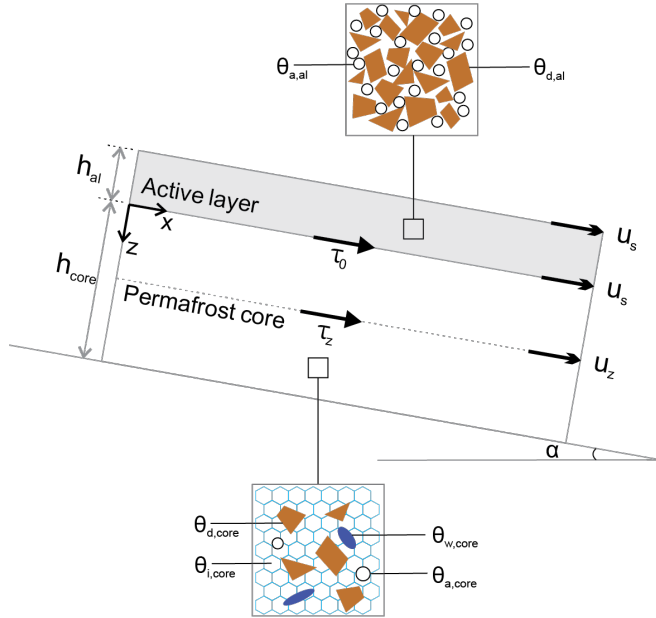 θa,al
θd,al
hal
Active layer
x
z
us
τ0
us
hcore
Permafrost core
τz
uz
α
θd,core
θw,core
θi,core
θa,core